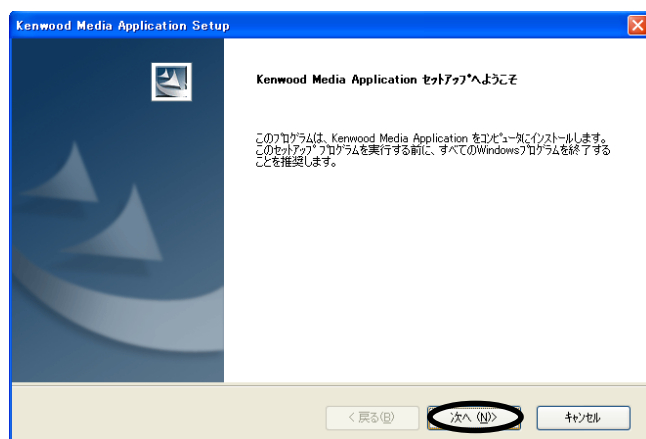 Kenwood Media Application Setup
Kenwood Media Application ｾｯﾄｱｯﾌﾟへようこそ
このﾌﾟﾛｸﾞﾗﾑは、Kenwood Media Application をｺﾝﾋﾟｭｰﾀにインストールします。
このｾｯﾄｱｯﾌﾟ ﾌﾟﾛｸﾞﾗﾑを実行する前に、すべてのWindowsﾌﾟﾛｸﾞﾗﾑを終了する
ことを推奨します。
< 戻る(B)
次へ (N)>
ｷｬﾝｾﾙ